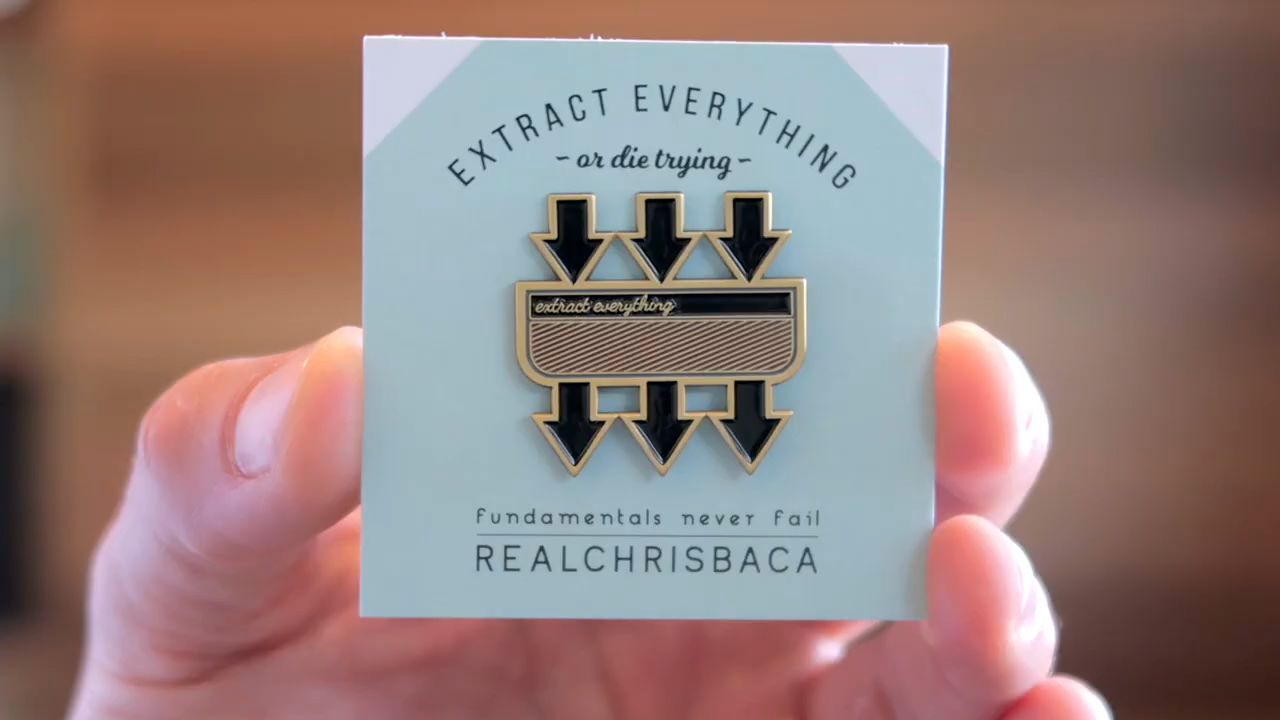 EXTRACT EVERYTHING
~ or die trying ~
extract everything
fundamentals never fail
REALCHRISBACA